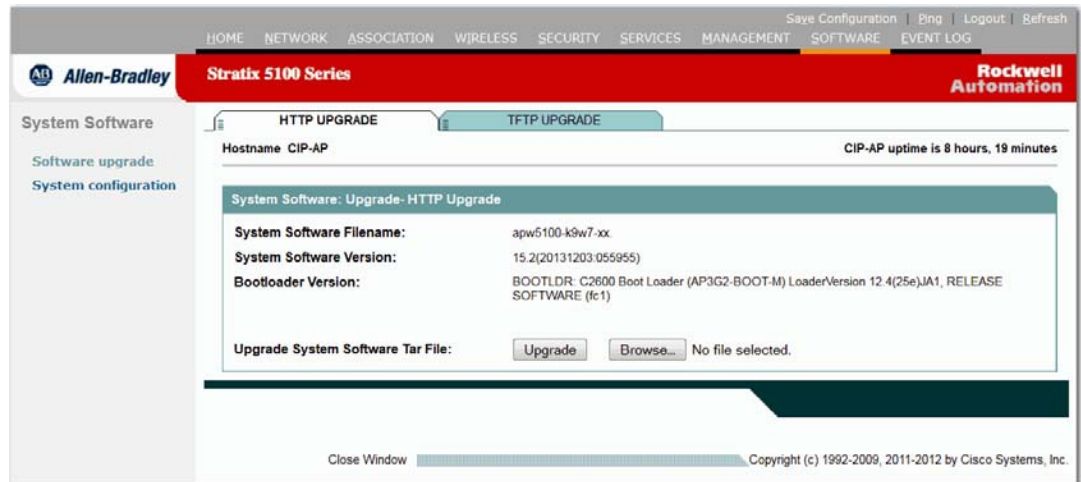 Save Configuration | Ping | Logout | Refresh
HOME NETWORK ASSOCIATION WIRELESS SECURITY SERVICES MANAGEMENT SOFTWARE EVENT LOG
AB Allen-Bradley
Stratix 5100 Series
Rockwell
Automation
System Software
Software upgrade
System configuration
HTTP UPGRADE
TFTP UPGRADE
Hostname CIP-AP
CIP-AP uptime is 8 hours, 19 minutes
System Software: Upgrade- HTTP Upgrade
System Software Filename: apw5100-k9w7-xx.
System Software Version: 15.2(20131203:055955)
Bootloader Version: BOOTLDR: C2600 Boot Loader (AP3G2-BOOT-M) LoaderVersion 12.4(25e)JA1, RELEASE
SOFTWARE (fc1)
Upgrade System Software Tar File: Upgrade Browse... No file selected.
Close Window
Copyright (c) 1992-2009, 2011-2012 by Cisco Systems, Inc.